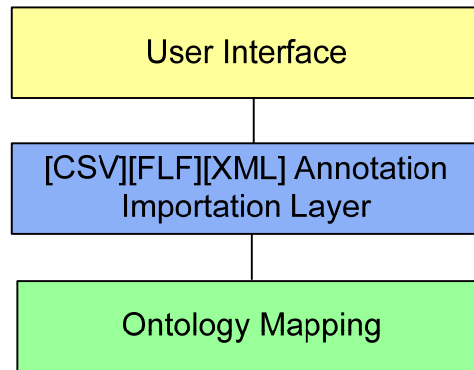 User Interface
[CSV][FLF][XML] Annotation
Importation Layer
Ontology Mapping